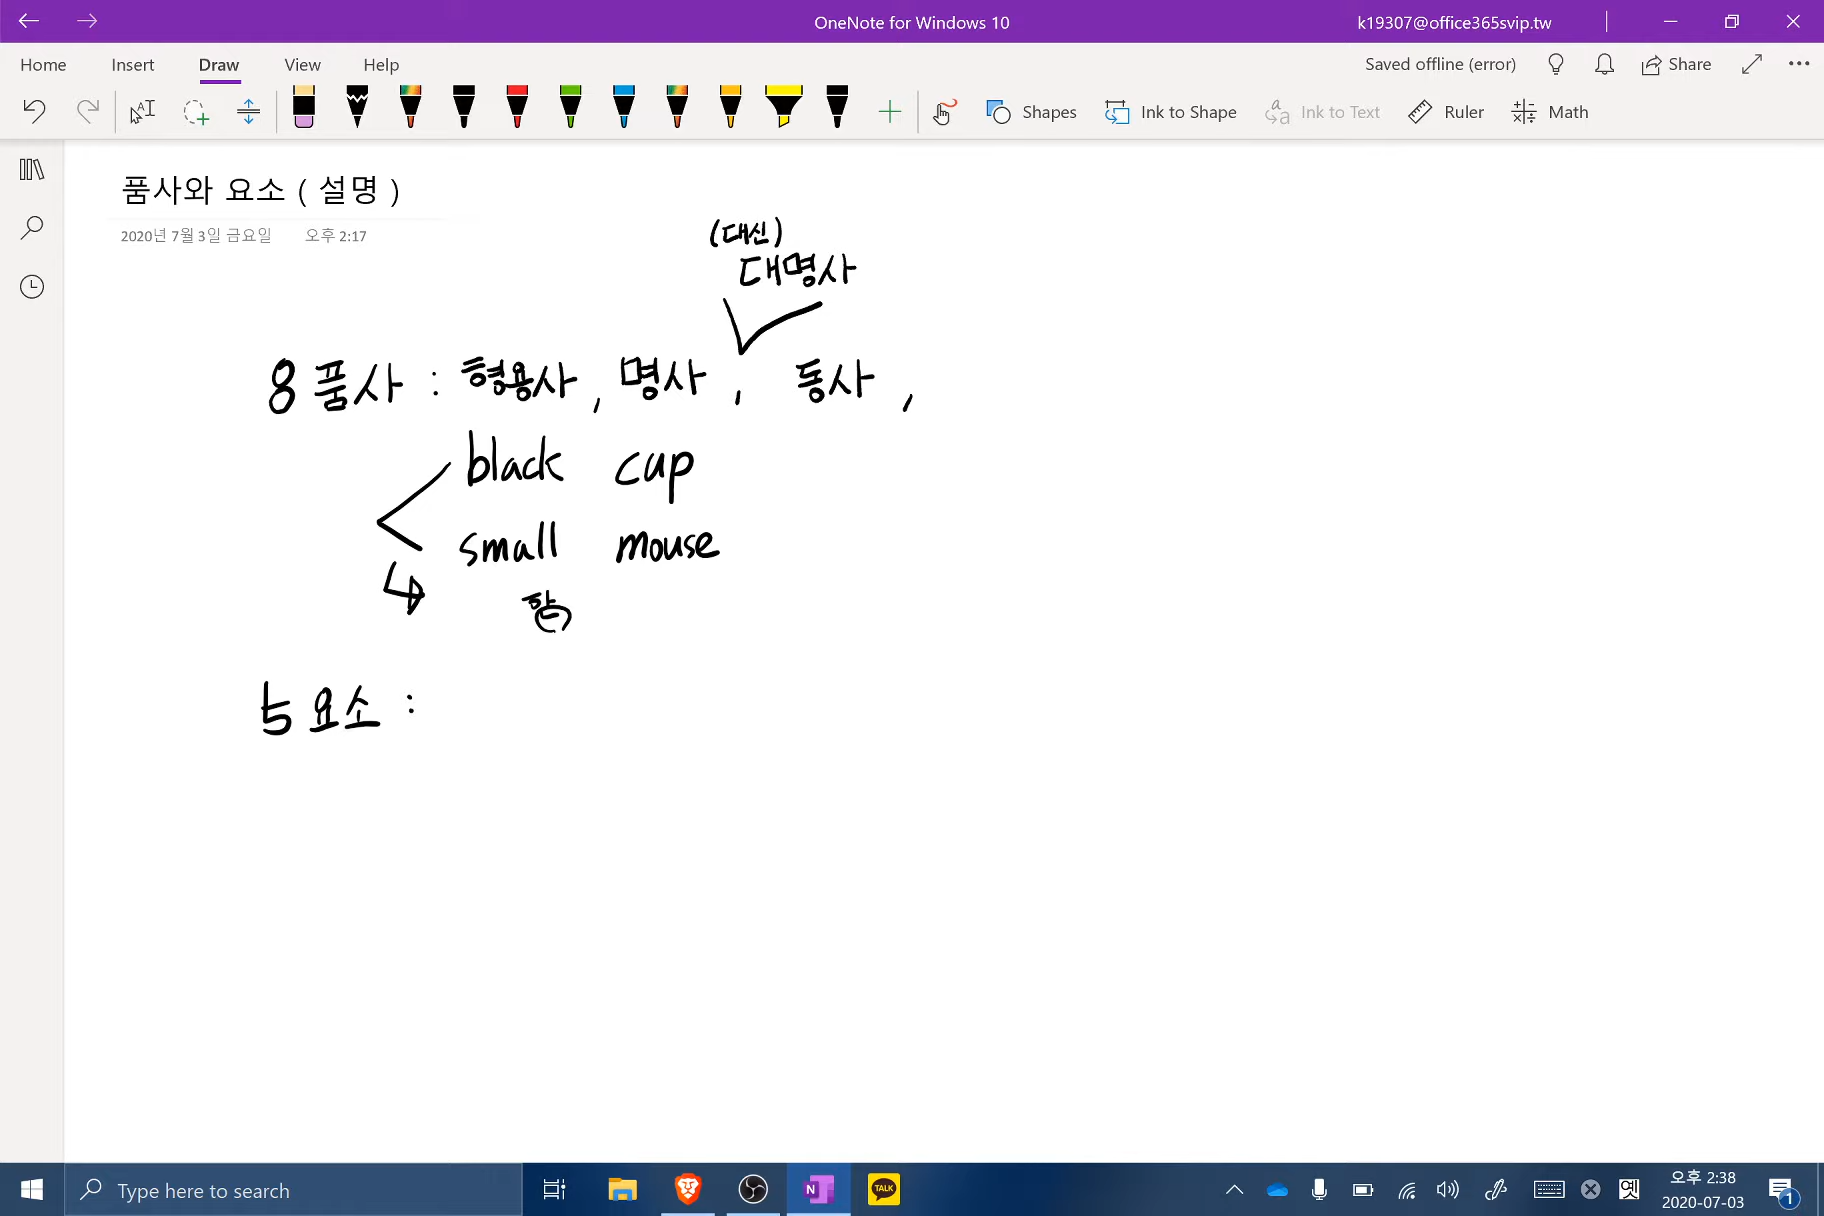 OneNote for Windows 10
k19307@office365svip.tw
Home Insert Draw View Help
Saved offline (error)
Share
Shapes
Ink to Shape
Ink to Text
Ruler
Math
품사와 요소 ( 설명 )
2020년 7월 3일 금요일 오후 2:17
(대신)
대명사
8 품사 : 형용사, 명사, 동사,
black cup
small mouse
5 요소 :
Type here to search
TALK
오후 2:38
2020-07-03
1